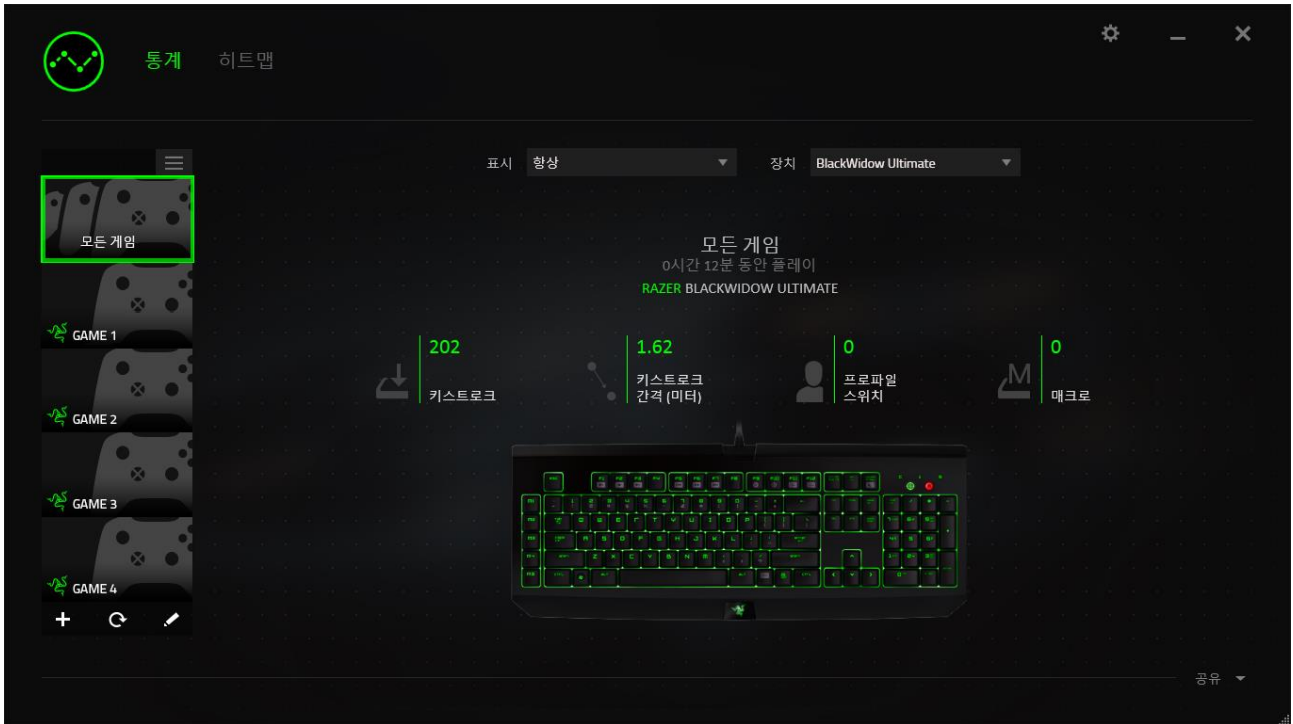 통계
히트맵
표시
항상
장치
BlackWidow Ultimate
모든 게임
GAME 1
GAME 2
GAME 3
GAME 4
모든 게임
0시간 12분 동안 플레이
RAZER BLACKWIDOW ULTIMATE
202
키스트로크
1.62
키스트로크
간격 (미터)
0
프로파일
스위치
0
매크로
M
공유